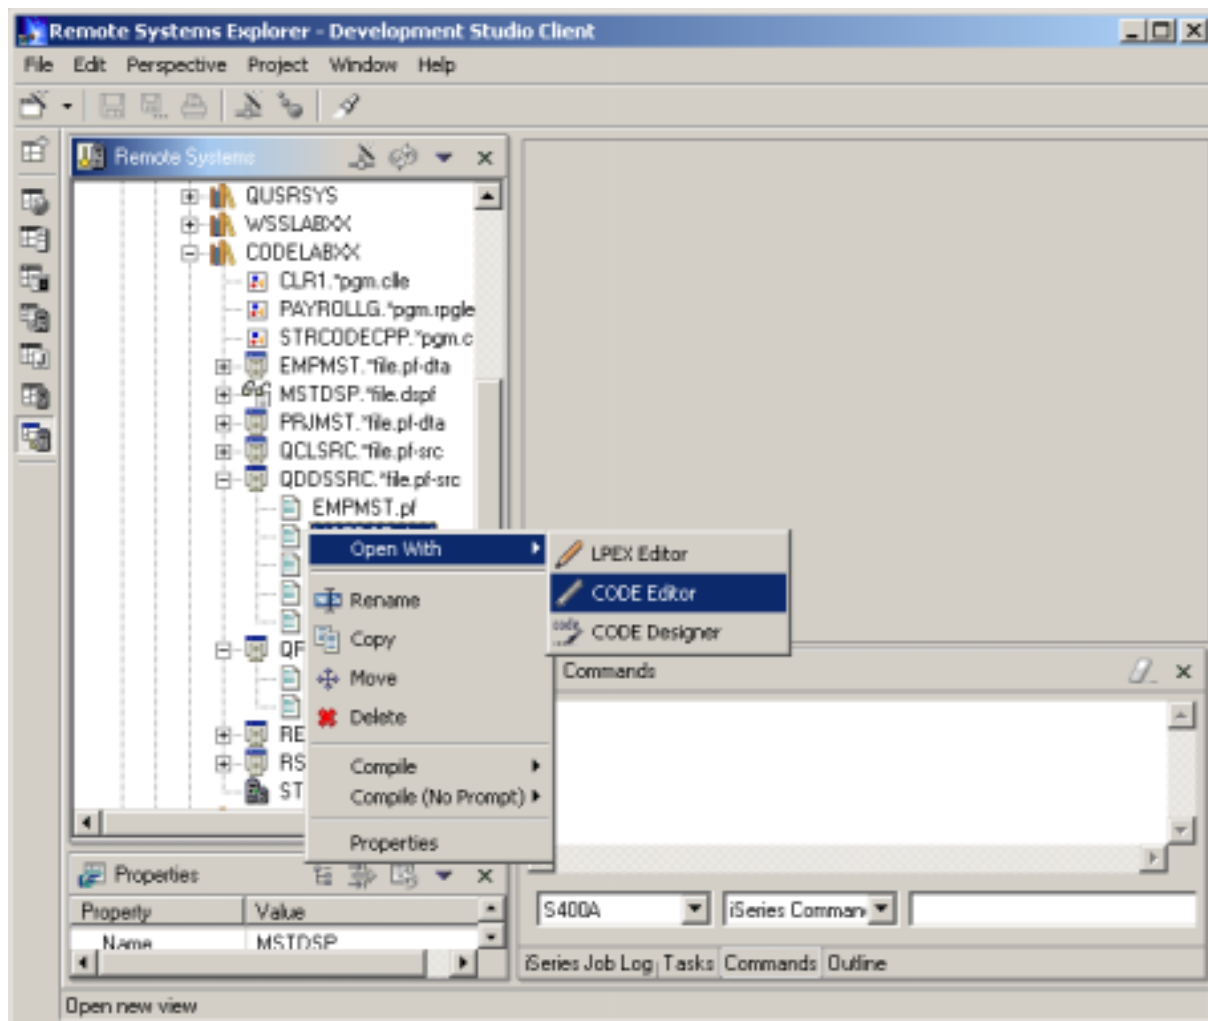 Remote Systems Explorer - Development Studio Client
File Edit Perspective Project Window Help
Remote Systems
QUSRSYS
WSSLABXX
CODELABXX
CLR1.*pgm.clle
PAYROLLG.*pgm.rpgle
STRCODECPP.*pgm.c
EMPMST.*file.pf-dta
MSTDSP.*file.dspf
PRJMST.*file.pf-dta
QCLSRC.*file.pf-src
QDDSSRC.*file.pf-src
EMPMST.pf
Open With
LPEX Editor
CODE Editor
CODE Designer
Rename
Copy
Move
Delete
Compile
Compile (No Prompt)
Properties
RE
RS
ST
Commands
Properties
Property Value
Name MSTDSP
S400A iSeries Comman
iSeries Job Log Tasks Commands Outline
Open new view